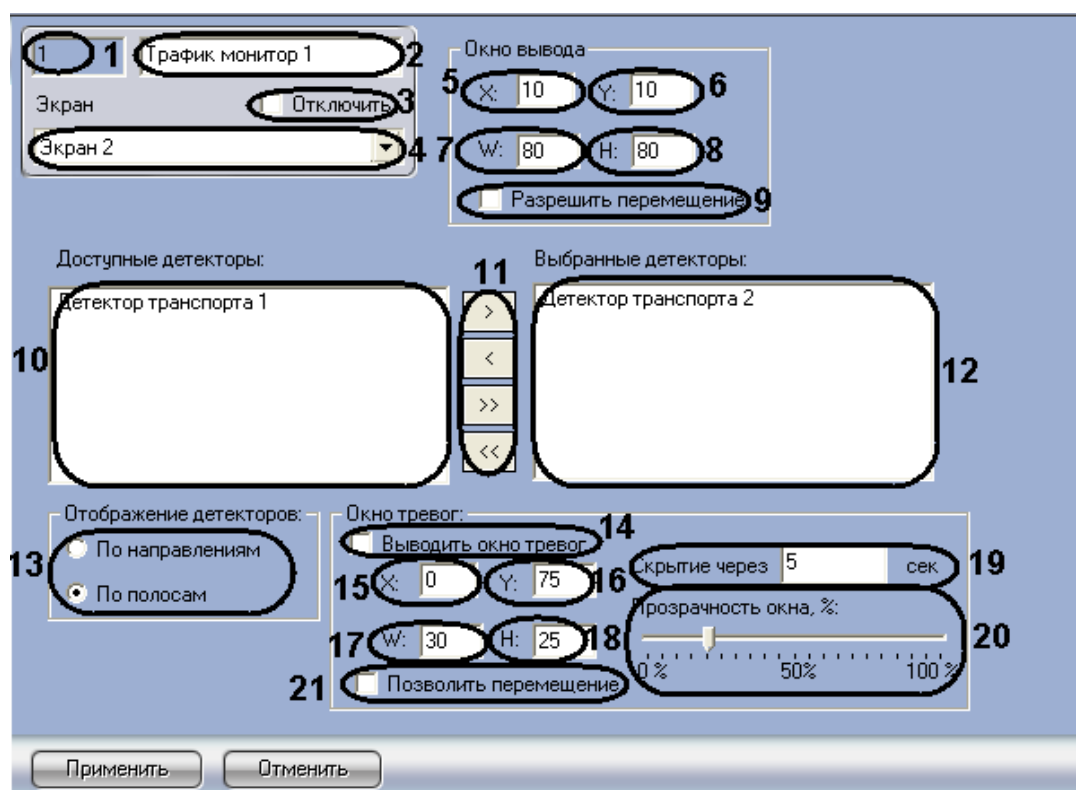 1 1 Трафик монитор 1 2
Экран Отключить 3
Экран 2 4
Окно вывода
5 X: 10 Y: 10 6
7 W: 80 H: 80 8
Разрешить перемещение 9
Доступные детекторы: 11 Выбранные детекторы:
Детектор транспорта 1 > Детектор транспорта 2
10 < 12
>>
<<
Отображение детекторов:
13 По направлениям
По полосам
Окно тревог:
Выводить окно тревог 14
15 X: 0 Y: 75 16
17 W: 30 H: 25 18
21 Позволить перемещение
Скрытие через 5 сек 19
Прозрачность окна, %:
20
0 % 50% 100 %
Применить Отменить